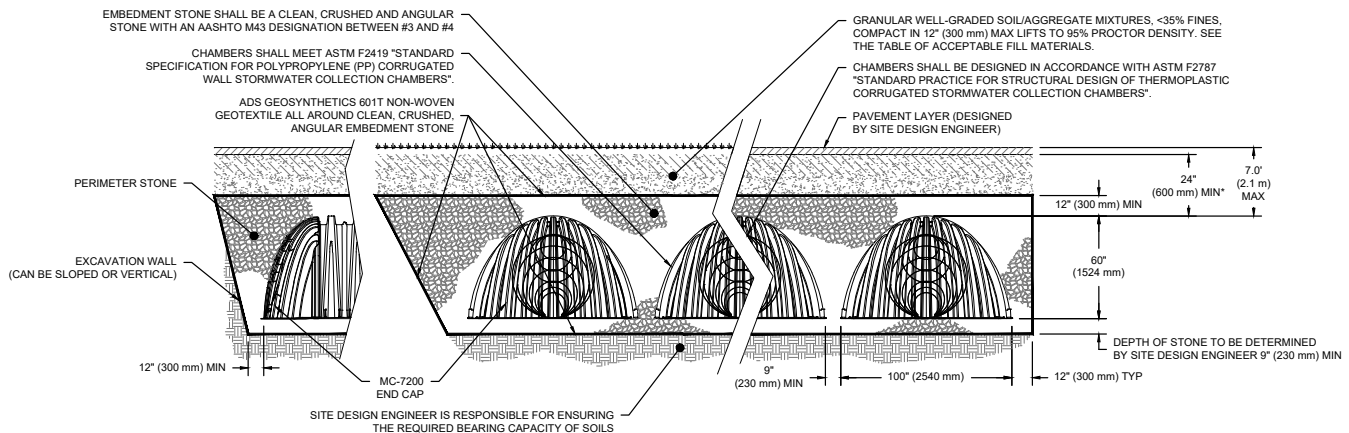 EMBEDMENT STONE SHALL BE A CLEAN, CRUSHED AND ANGULAR
STONE WITH AN AASHTO M43 DESIGNATION BETWEEN #3 AND #4
CHAMBERS SHALL MEET ASTM F2419 "STANDARD
SPECIFICATION FOR POLYPROPYLENE (PP) CORRUGATED
WALL STORMWATER COLLECTION CHAMBERS".
ADS GEOSYNTHETICS 601T NON-WOVEN
GEOTEXTILE ALL AROUND CLEAN, CRUSHED,
ANGULAR EMBEDMENT STONE
GRANULAR WELL-GRADED SOIL/AGGREGATE MIXTURES, <35% FINES,
COMPACT IN 12" (300 mm) MAX LIFTS TO 95% PROCTOR DENSITY. SEE
THE TABLE OF ACCEPTABLE FILL MATERIALS.
CHAMBERS SHALL BE DESIGNED IN ACCORDANCE WITH ASTM F2787
"STANDARD PRACTICE FOR STRUCTURAL DESIGN OF THERMOPLASTIC
CORRUGATED STORMWATER COLLECTION CHAMBERS".
PAVEMENT LAYER (DESIGNED
BY SITE DESIGN ENGINEER)
PERIMETER STONE
EXCAVATION WALL
(CAN BE SLOPED OR VERTICAL)
24"
(600 mm) MIN*
7.0'
(2.1 m)
MAX
12" (300 mm) MIN
60"
(1524 mm)
DEPTH OF STONE TO BE DETERMINED
BY SITE DESIGN ENGINEER 9" (230 mm) MIN
12" (300 mm) MIN
MC-7200
END CAP
9"
(230 mm) MIN
100" (2540 mm)
12" (300 mm) TYP
SITE DESIGN ENGINEER IS RESPONSIBLE FOR ENSURING
THE REQUIRED BEARING CAPACITY OF SOILS